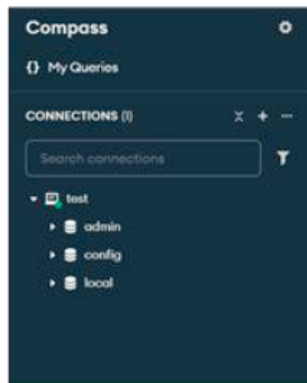 Compass
{} My Queries
CONNECTIONS (1)
Search connections
test
admin
config
local